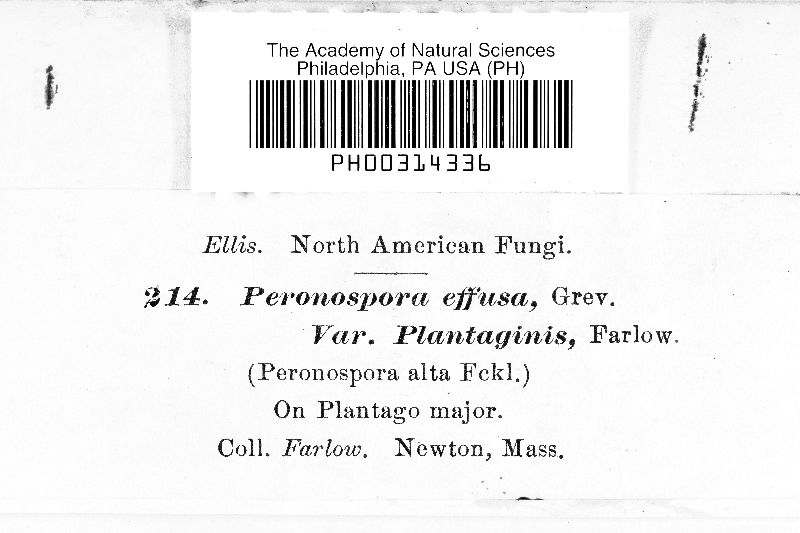 The Academy of Natural Sciences
Philadelphia, PA USA (PH)
PH00314336
Ellis. North American Fungi.
214. Peronospora effusa, Grev.
Var. Plantaginis, Farlow.
(Peronospora alta Fckl.)
On Plantago major.
Coll. Farlow. Newton, Mass.